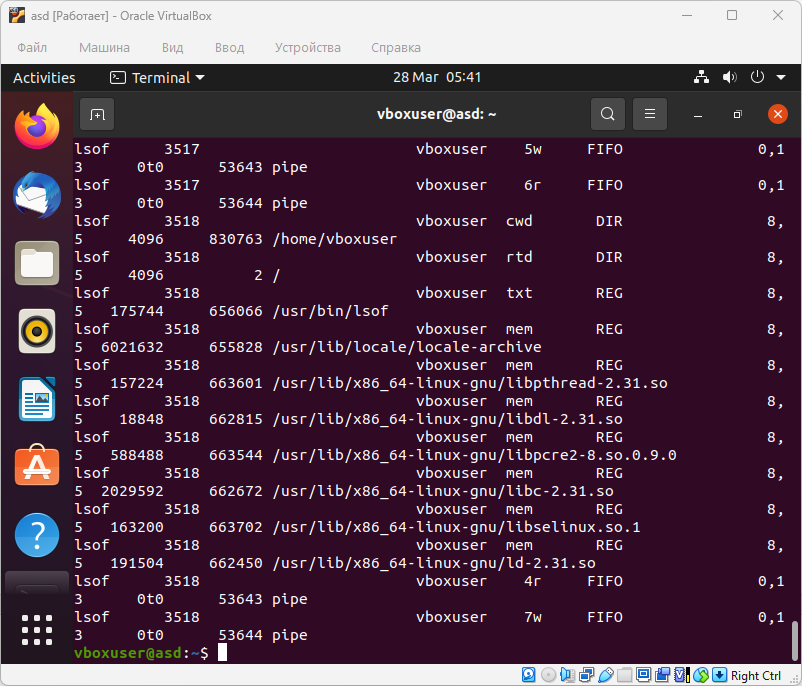 asd [Работает] - Oracle VirtualBox
Файл Машина Вид Ввод Устройства Справка
Activities Terminal 28 Mar 05:41
vboxuser@asd: ~
lsof 3517 vboxuser 5w FIFO 0,1
3 0t0 53643 pipe
lsof 3517 vboxuser 6r FIFO 0,1
3 0t0 53644 pipe
lsof 3518 vboxuser cwd DIR 8,
5 4096 830763 /home/vboxuser
lsof 3518 vboxuser rtd DIR 8,
5 4096 2 /
lsof 3518 vboxuser txt REG 8,
5 175744 656066 /usr/bin/lsof
lsof 3518 vboxuser mem REG 8,
5 6021632 655828 /usr/lib/locale/locale-archive
lsof 3518 vboxuser mem REG 8,
5 157224 663601 /usr/lib/x86_64-linux-gnu/libpthread-2.31.so
lsof 3518 vboxuser mem REG 8,
5 18848 662815 /usr/lib/x86_64-linux-gnu/libdl-2.31.so
lsof 3518 vboxuser mem REG 8,
5 588488 663544 /usr/lib/x86_64-linux-gnu/libpcre2-8.so.0.9.0
lsof 3518 vboxuser mem REG 8,
5 2029592 662672 /usr/lib/x86_64-linux-gnu/libc-2.31.so
lsof 3518 vboxuser mem REG 8,
5 163200 663702 /usr/lib/x86_64-linux-gnu/libselinux.so.1
lsof 3518 vboxuser mem REG 8,
5 191504 662450 /usr/lib/x86_64-linux-gnu/ld-2.31.so
lsof 3518 vboxuser 4r FIFO 0,1
3 0t0 53643 pipe
lsof 3518 vboxuser 7w FIFO 0,1
3 0t0 53644 pipe
vboxuser@asd:~$
Right Ctrl